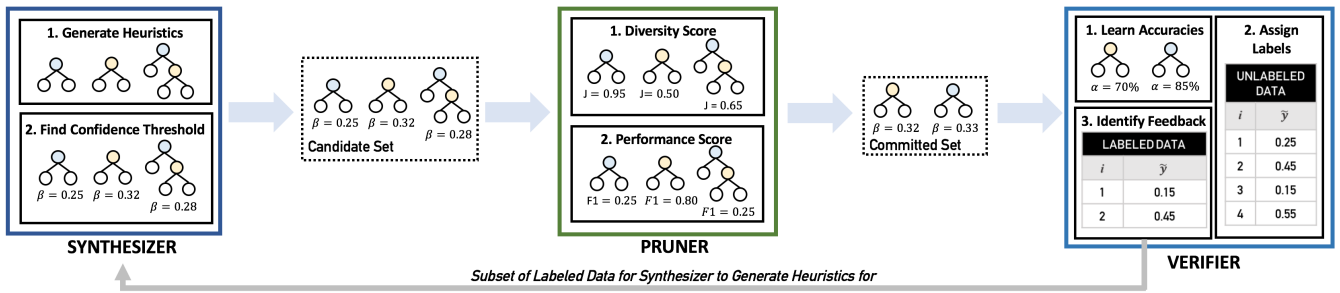 1. Generate Heuristics
2. Find Confidence Threshold
β = 0.25
β = 0.32
β = 0.28
SYNTHESIZER
β = 0.25
β = 0.32
β = 0.28
Candidate Set
1. Diversity Score
J = 0.95
J= 0.50
J = 0.65
2. Performance Score
F1 = 0.25
F1 = 0.80
F1 = 0.25
PRUNER
β = 0.32
β = 0.33
Committed Set
1. Learn Accuracies
α = 70%
α = 85%
3. Identify Feedback
LABELED DATA
i ỹ
1 0.15
2 0.45
2. Assign
Labels
UNLABELED
DATA
i ỹ
1 0.25
2 0.45
3 0.15
4 0.55
VERIFIER
Subset of Labeled Data for Synthesizer to Generate Heuristics for